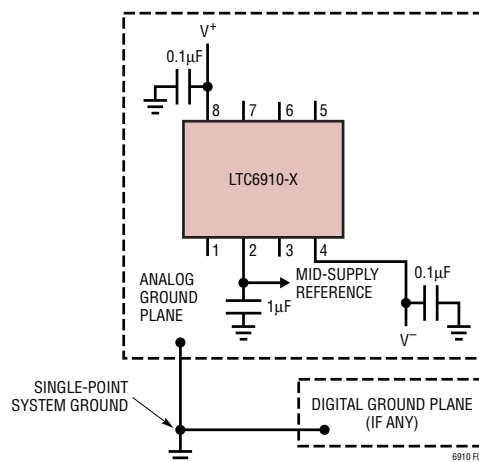 V+
0.1µF
8
7
6
5
LTC6910-X
1
2
3
4
ANALOG
GROUND
PLANE
MID-SUPPLY
REFERENCE
1µF
0.1µF
V−
SINGLE-POINT
SYSTEM GROUND
DIGITAL GROUND PLANE
(IF ANY)
6910